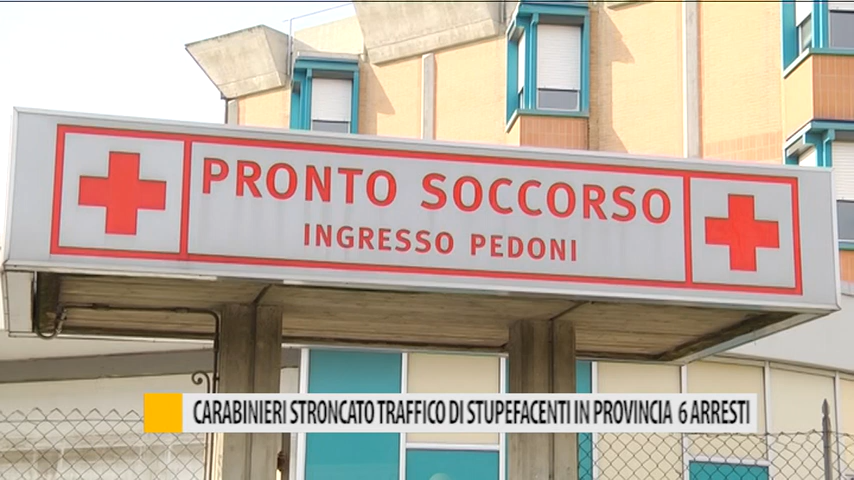 PRONTO SOCCORSO
INGRESSO PEDONI
CARABINIERI STRONCATO TRAFFICO DI STUPEFACENTI IN PROVINCIA 6 ARRESTI